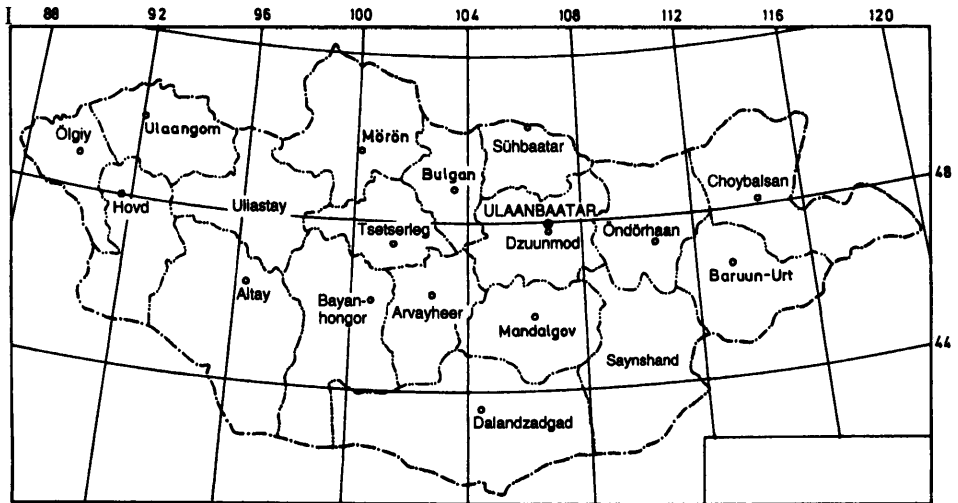 I
88 92 96 100 104 108 112 116 120
Ölgiy
Ulaangom
Mörön
Sühbaatar
Bulgan
Choybalsan
48
Hovd
Uliastay
ULAANBAATAR
Tsetserleg
Öndörhaan
Dzuunmod
Baruun-Urt
Altay
Bayan-
hongor
Arvayheer
Mandalgov
44
Saynshand
Dalandzadgad